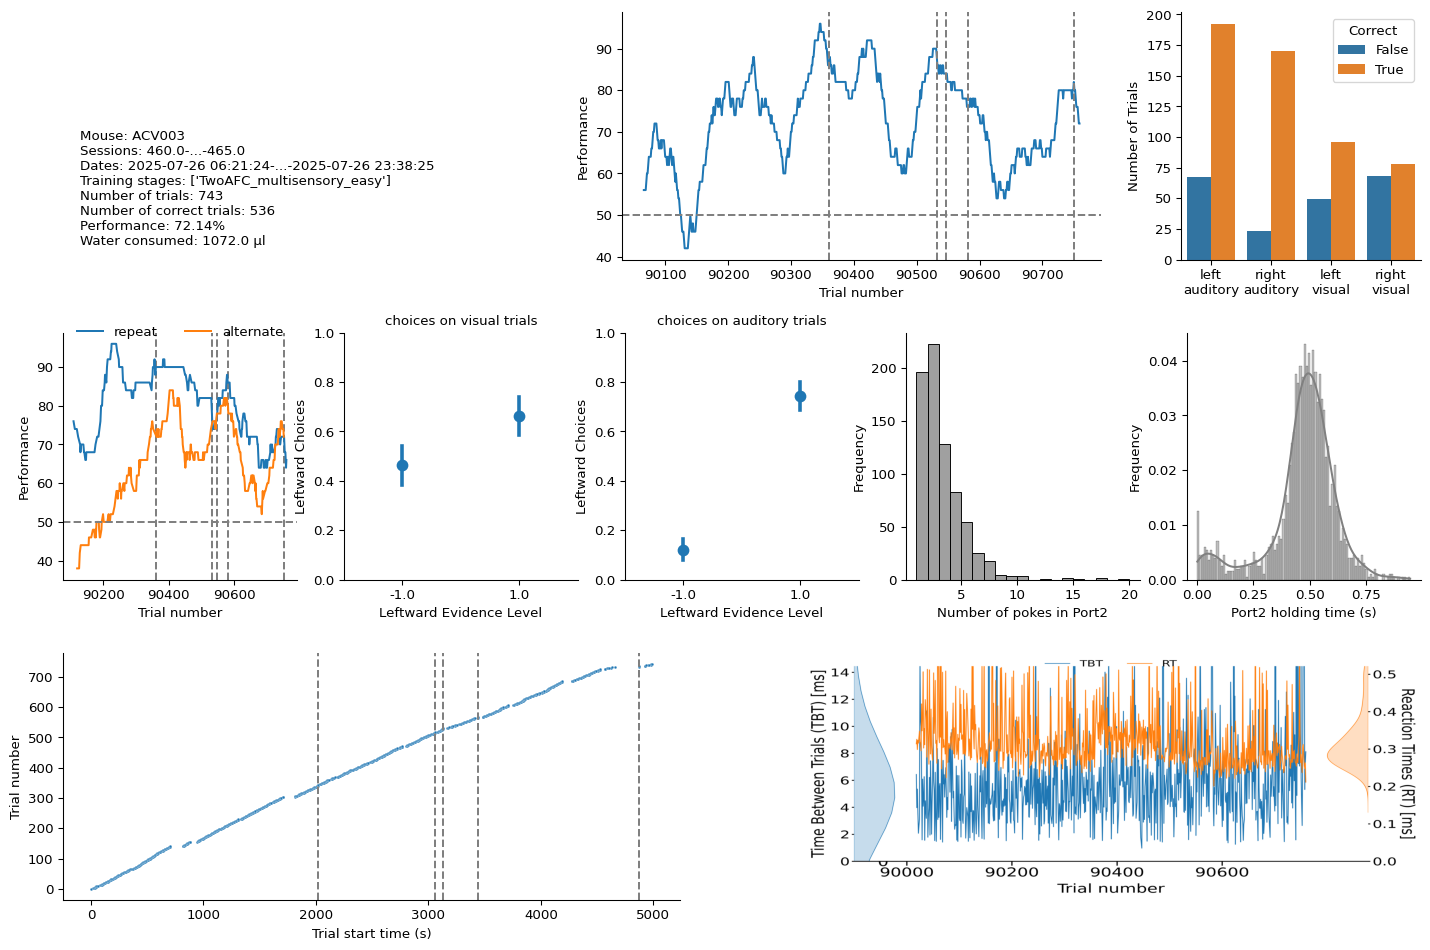 Mouse: ACV003
Sessions: 460.0-...-465.0
Dates: 2025-07-26 06:21:24-...-2025-07-26 23:38:25
Training stages: ['TwoAFC_multisensory_easy']
Number of trials: 743
Number of correct trials: 536
Performance: 72.14%
Water consumed: 1072.0 µl
Performance
90
80
70
60
50
40
90100 90200 90300 90400 90500 90600 90700
Trial number
Number of Trials
200
175
150
125
100
75
50
25
0
Correct
False
True
left auditory
right auditory
left visual
right visual
repeat alternate
Performance
90
80
70
60
50
40
90200 90400 90600
Trial number
choices on visual trials
Leftward Choices
1.0
0.8
0.6
0.4
0.2
0.0
-1.0 1.0
Leftward Evidence Level
choices on auditory trials
Leftward Choices
1.0
0.8
0.6
0.4
0.2
0.0
-1.0 1.0
Leftward Evidence Level
Frequency
200
150
100
50
0
5 10 15 20
Number of pokes in Port2
Frequency
0.04
0.03
0.02
0.01
0.00
0.00 0.25 0.50 0.75
Port2 holding time (s)
Trial number
700
600
500
400
300
200
100
0
0 1000 2000 3000 4000 5000
Trial start time (s)
TBT RT
Time Between Trials (TBT) [ms]
14
12
10
8
6
4
2
0
0
90000 90200 90400 90600
Trial number
0.5
0.4
0.3
0.2
0.1
0.0
Reaction Times (RT) [ms]